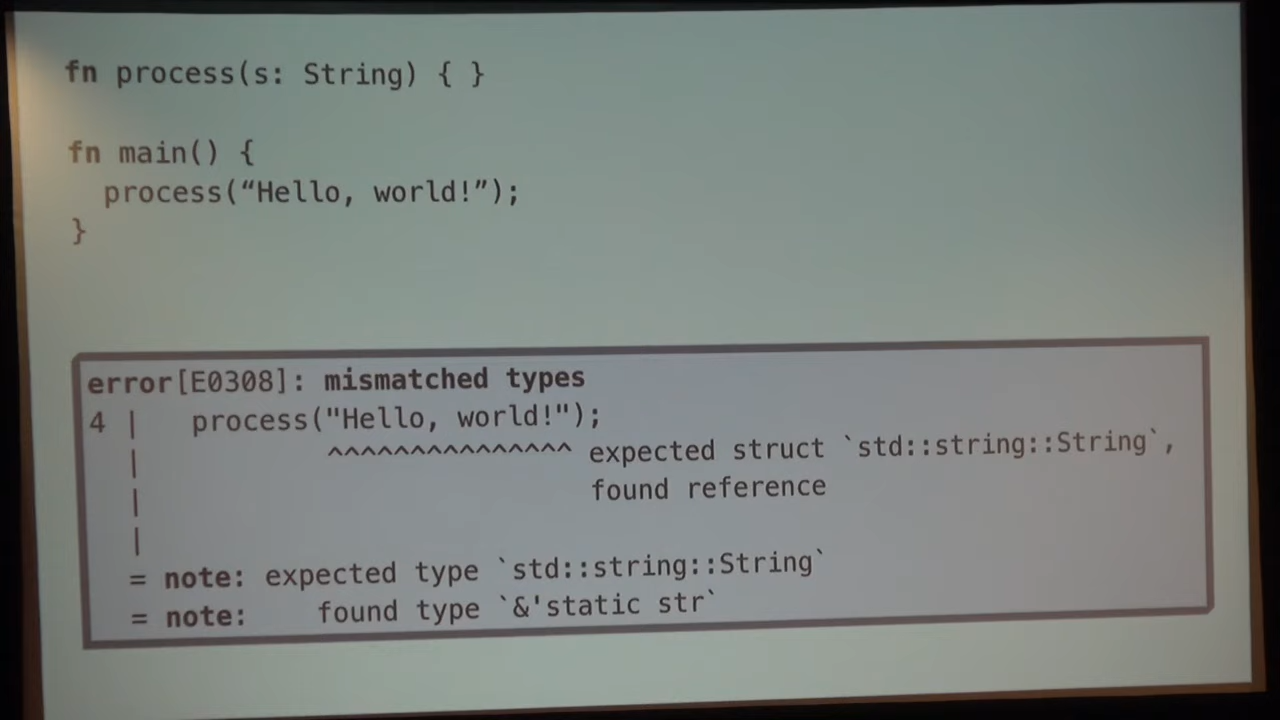 fn process(s: String) { }
fn main() {
process(“Hello, world!”);
}
error[E0308]: mismatched types
4 | process("Hello, world!");
| ^^^^^^^^^^^^^^^ expected struct `std::string::String`,
| found reference
|
= note: expected type `std::string::String`
= note: found type `&'static str`